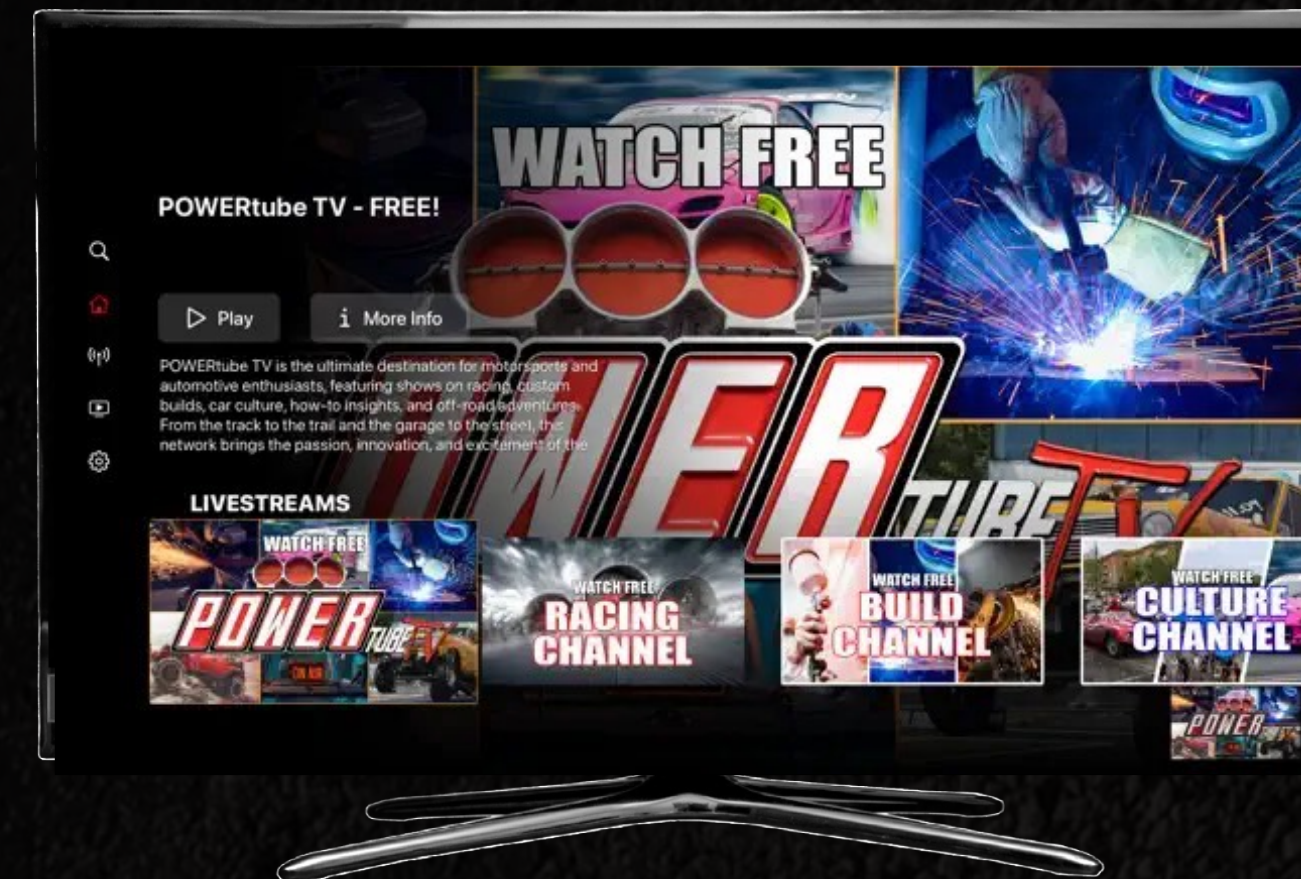 WATCH FREE
POWERtube TV - FREE!
Play
i More Info
POWERtube TV is the ultimate destination for motorsports and
automotive enthusiasts, featuring shows on racing, custom
builds, car culture, how-to insights, and off-road adventures.
From the track to the trail and the garage to the street, this
network brings the passion, innovation, and excitement of the
OWER TUBE TV
LIVESTREAMS
WATCH FREE
POWER TUBE TV
ON AIR
WATCH FREE
RACING
CHANNEL
WATCH FREE
BUILD
CHANNEL
WATCH FREE
CULTURE
CHANNEL
POWER